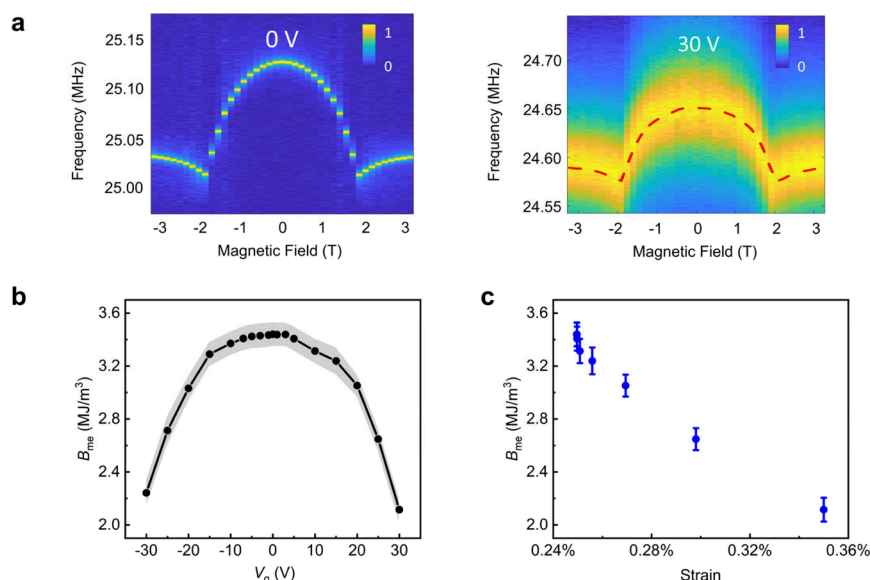 a
0 V
1
0
Frequency (MHz)
25.15
25.10
25.05
25.00
-3 -2 -1 0 1 2 3
Magnetic Field (T)
30 V
1
0
Frequency (MHz)
24.70
24.65
24.60
24.55
-3 -2 -1 0 1 2 3
Magnetic Field (T)
b
Bme (MJ/m³)
3.6
3.2
2.8
2.4
2.0
-30 -20 -10 0 10 20 30
Vg (V)
c
Bme (MJ/m³)
3.6
3.2
2.8
2.4
2.0
0.24% 0.28% 0.32% 0.36%
Strain